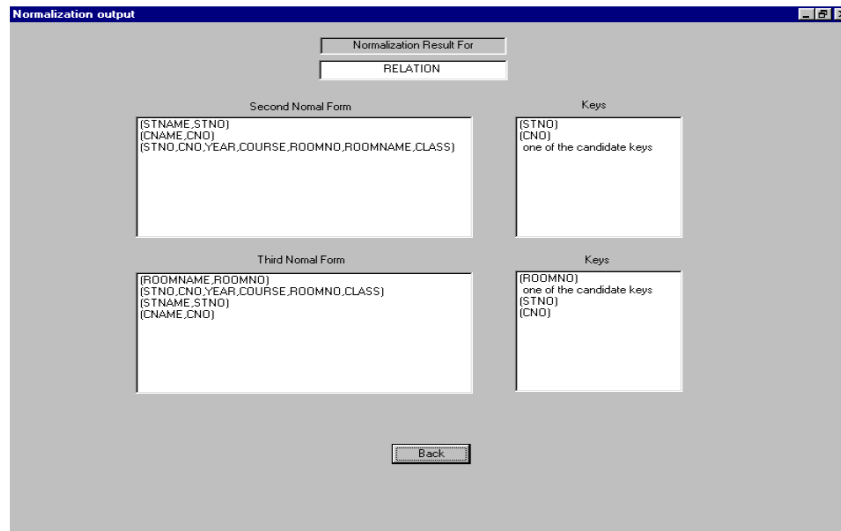 Normalization output
Normalization Result For
RELATION
Second Nomal Form
(STNAME,STNO)
(CNAME,CNO)
(STNO,CNO,YEAR,COURSE,ROOMNO,ROOMNAME,CLASS)
Keys
(STNO)
(CNO)
one of the candidate keys
Third Nomal Form
(ROOMNAME,ROOMNO)
(STNO,CNO,YEAR,COURSE,ROOMNO,CLASS)
(STNAME,STNO)
(CNAME,CNO)
Keys
(ROOMNO)
one of the candidate keys
(STNO)
(CNO)
Back